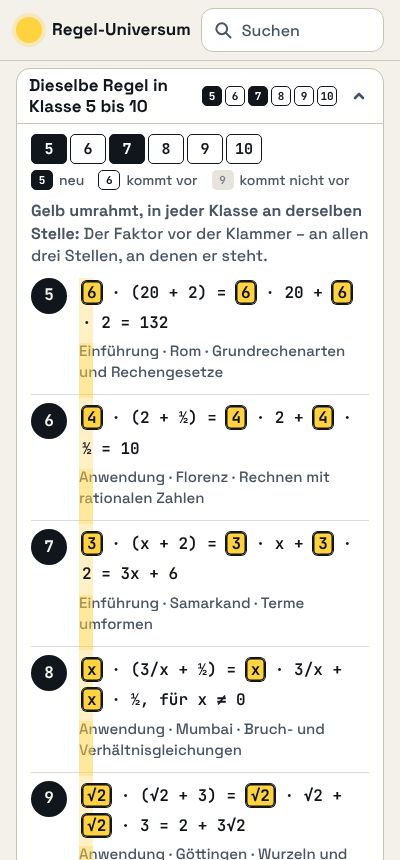 Regel-Universum
Suchen
Dieselbe Regel in
Klasse 5 bis 10
5 6 7 8 9 10
5 6 7 8 9 10
5 neu 6 kommt vor 9 kommt nicht vor
Gelb umrahmt, in jeder Klasse an derselben
Stelle: Der Faktor vor der Klammer – an allen
drei Stellen, an denen er steht.
5
6 · (20 + 2) = 6 · 20 + 6
· 2 = 132
Einführung · Rom · Grundrechenarten
und Rechengesetze
6
4 · (2 + ½) = 4 · 2 + 4 ·
½ = 10
Anwendung · Florenz · Rechnen mit
rationalen Zahlen
7
3 · (x + 2) = 3 · x + 3 ·
2 = 3x + 6
Einführung · Samarkand · Terme
umformen
8
x · (3/x + ½) = x · 3/x +
x · ½, für x ≠ 0
Anwendung · Mumbai · Bruch- und
Verhältnisgleichungen
9
√2 · (√2 + 3) = √2 · √2 +
√2 · 3 = 2 + 3√2
Anwendung · Göttingen · Wurzeln und